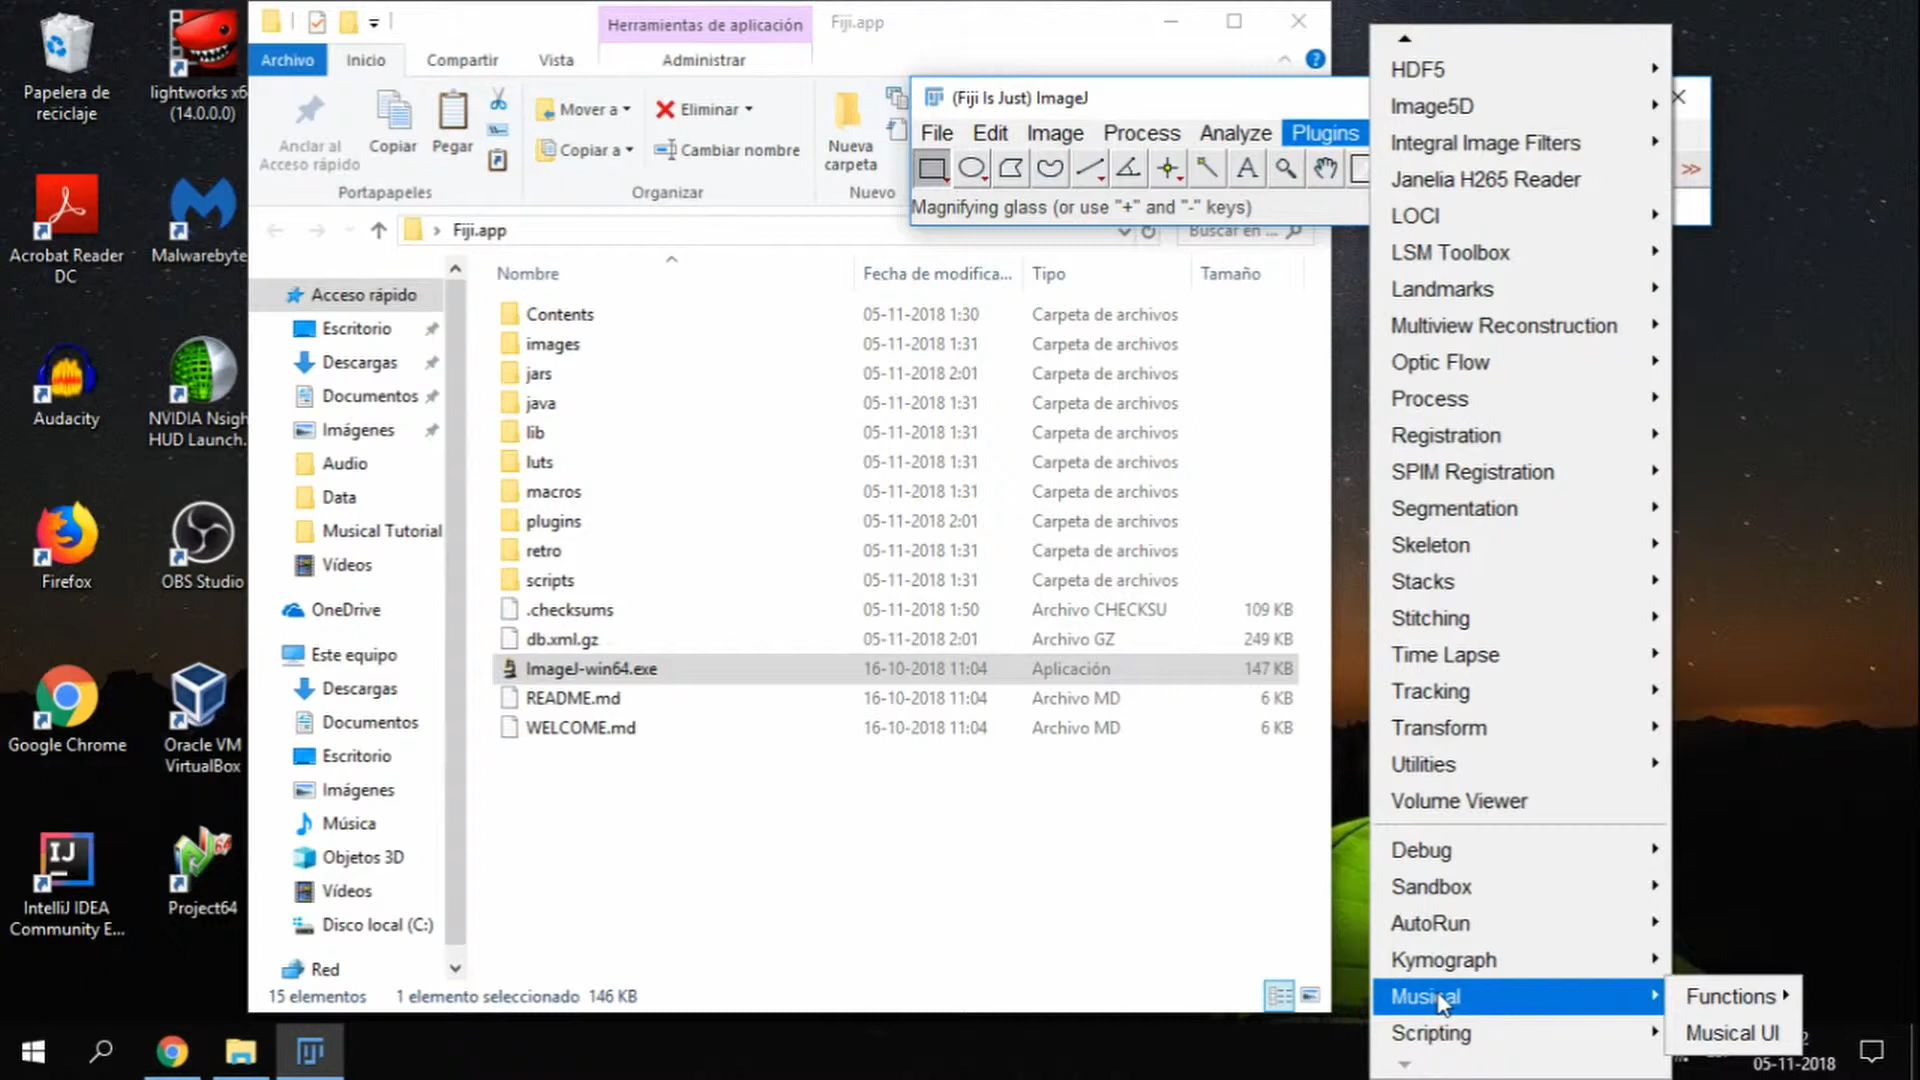 Papelera de
reciclaje
lightworks x6
(14.0.0.0)
Acrobat Reader
DC
Malwarebyte
Audacity
NVIDIA Nsigh
HUD Launch...
Firefox
OBS Studio
Google Chrome
Oracle VM
VirtualBox
IJ
IntelliJ IDEA
Community E...
Project64
Herramientas de aplicación
Fiji.app
Archivo
Inicio
Compartir
Vista
Administrar
Anclar al
Acceso rápido
Copiar
Pegar
Mover a
Copiar a
Eliminar
Cambiar nombre
Nueva
carpeta
Portapapeles
Organizar
Nuevo
Fiji.app
Buscar en ...
Acceso rápido
Escritorio
Descargas
Documentos
Imágenes
Audio
Data
Musical Tutorial
Vídeos
OneDrive
Este equipo
Descargas
Documentos
Escritorio
Imágenes
Música
Objetos 3D
Vídeos
Disco local (C:)
Red
Nombre Fecha de modifica... Tipo Tamaño
Contents 05-11-2018 1:30 Carpeta de archivos
images 05-11-2018 1:31 Carpeta de archivos
jars 05-11-2018 2:01 Carpeta de archivos
java 05-11-2018 1:31 Carpeta de archivos
lib 05-11-2018 1:31 Carpeta de archivos
luts 05-11-2018 1:31 Carpeta de archivos
macros 05-11-2018 1:31 Carpeta de archivos
plugins 05-11-2018 2:01 Carpeta de archivos
retro 05-11-2018 1:31 Carpeta de archivos
scripts 05-11-2018 1:31 Carpeta de archivos
.checksums 05-11-2018 1:50 Archivo CHECKSU 109 KB
db.xml.gz 05-11-2018 2:01 Archivo GZ 249 KB
ImageJ-win64.exe 16-10-2018 11:04 Aplicación 147 KB
README.md 16-10-2018 11:04 Archivo MD 6 KB
WELCOME.md 16-10-2018 11:04 Archivo MD 6 KB
15 elementos 1 elemento seleccionado 146 KB
(Fiji Is Just) ImageJ
File Edit Image Process Analyze Plugins
A
>>
Magnifying glass (or use "+" and "-" keys)
HDF5
Image5D
Integral Image Filters
Janelia H265 Reader
LOCI
LSM Toolbox
Landmarks
Multiview Reconstruction
Optic Flow
Process
Registration
SPIM Registration
Segmentation
Skeleton
Stacks
Stitching
Time Lapse
Tracking
Transform
Utilities
Volume Viewer
Debug
Sandbox
AutoRun
Kymograph
Musical
Scripting
Functions
Musical UI
05-11-2018